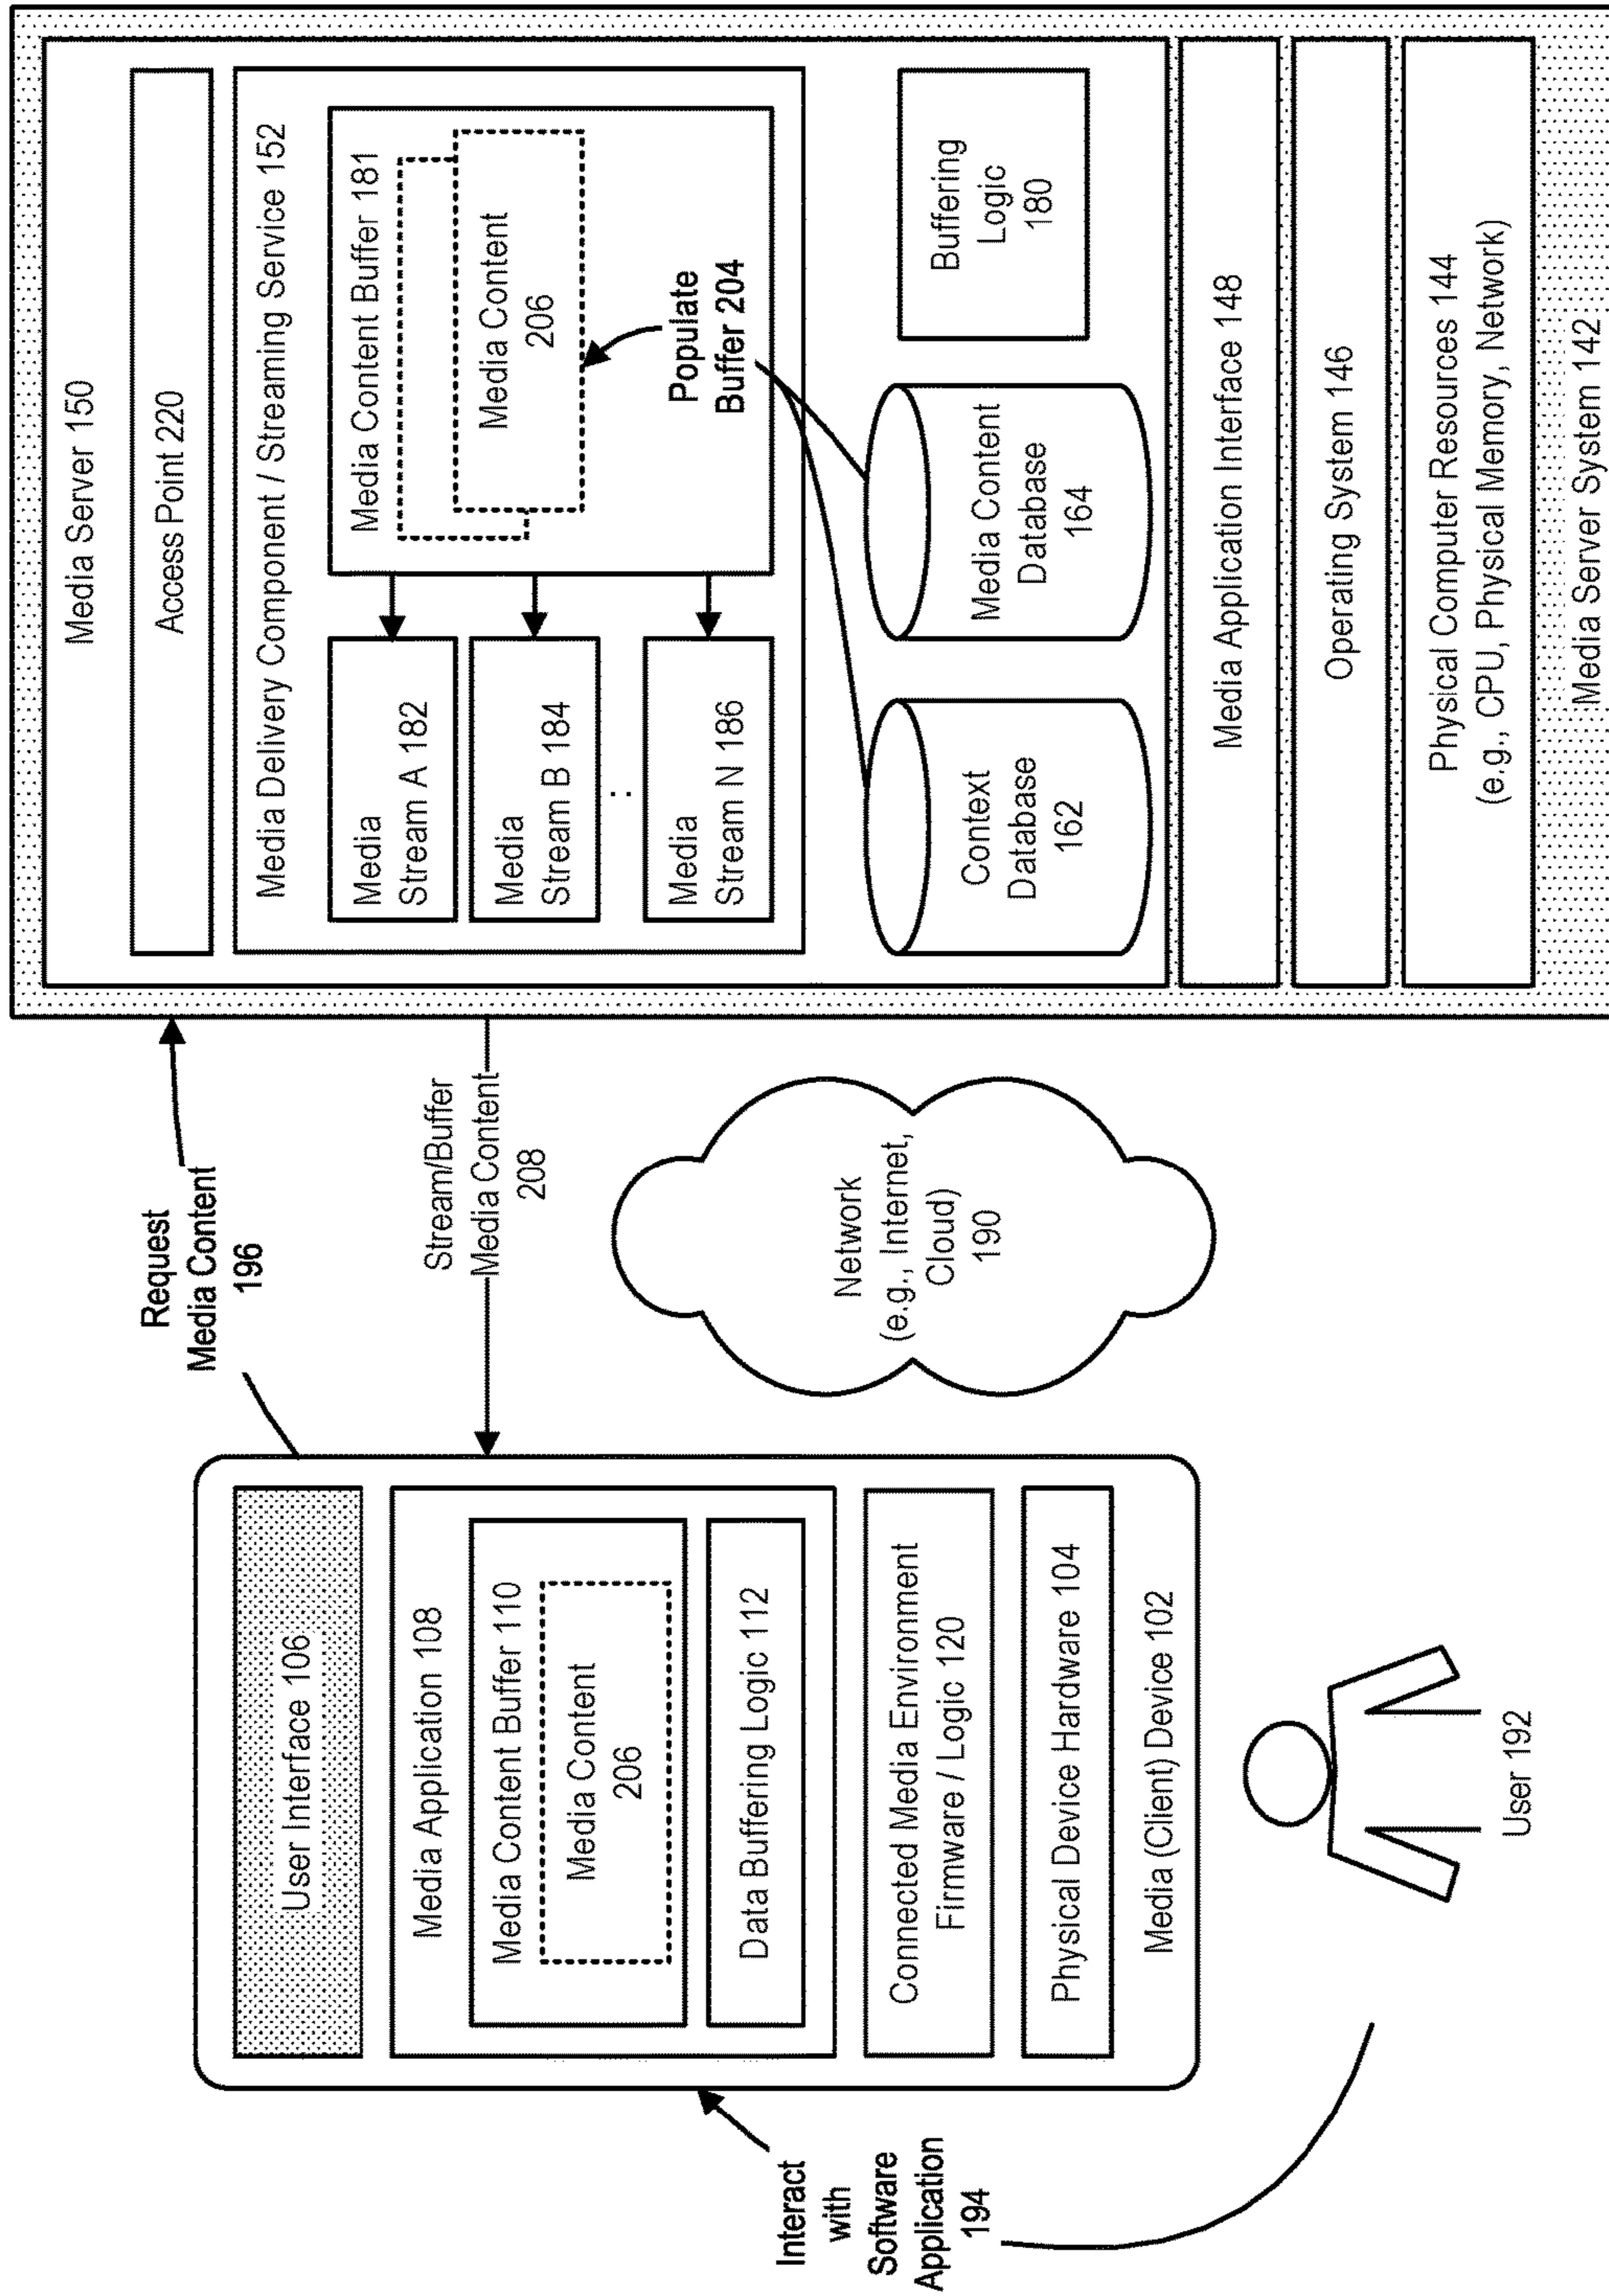 Interact
with
Software
Application
194
User Interface 106
Media Application 108
Media Content Buffer 110
Media Content
206
Data Buffering Logic 112
Connected Media Environment
Firmware / Logic 120
Physical Device Hardware 104
Media (Client) Device 102
User 192
Request
Media Content
196
Stream/Buffer
Media Content
208
Network
(e.g., Internet,
Cloud)
190
Media Server 150
Access Point 220
Media Delivery Component / Streaming Service 152
Media
Stream A 182
Media
Stream B 184
:
Media
Stream N 186
Media Content Buffer 181
Media Content
206
Populate
Buffer 204
Context
Database
162
Media Content
Database
164
Buffering
Logic
180
Media Application Interface 148
Operating System 146
Physical Computer Resources 144
(e.g., CPU, Physical Memory, Network)
Media Server System 142